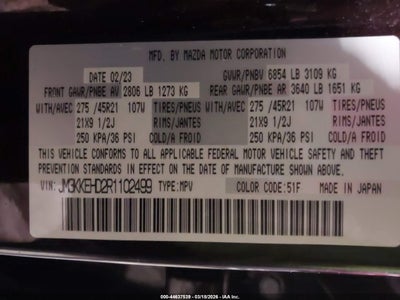 MFD. BY MAZDA MOTOR CORPORATION
DATE 02/23 GVWR/PNBV 6854 LB 3109 KG
FRONT GAWR/PNBE AV 2806 LB 1273 KG REAR GAWR/PNBE AR 3640 LB 1651 KG
WITH/AVEC 275 /45R21 107W TIRES/PNEUS WITH/AVEC 275 /45R21 107W TIRES/PNEUS
21X9 1/2J RIMS/JANTES 21X9 1/2J RIMS/JANTES
250 KPA/36 PSI COLD/A FROID 250 KPA/36 PSI COLD/A FROID
THIS VEHICLE CONFORMS TO ALL APPLICABLE FEDERAL MOTOR VEHICLE SAFETY AND THEFT
PREVENTION STANDARDS IN EFFECT ON THE DATE OF MANUFACTURE SHOWN ABOVE.
VIN: JM3KKEHD2R1102499 TYPE: MPV COLOR CODE: 51F MADE IN JAPAN
000-44637539 - 03/18/2026 - IAA Inc.